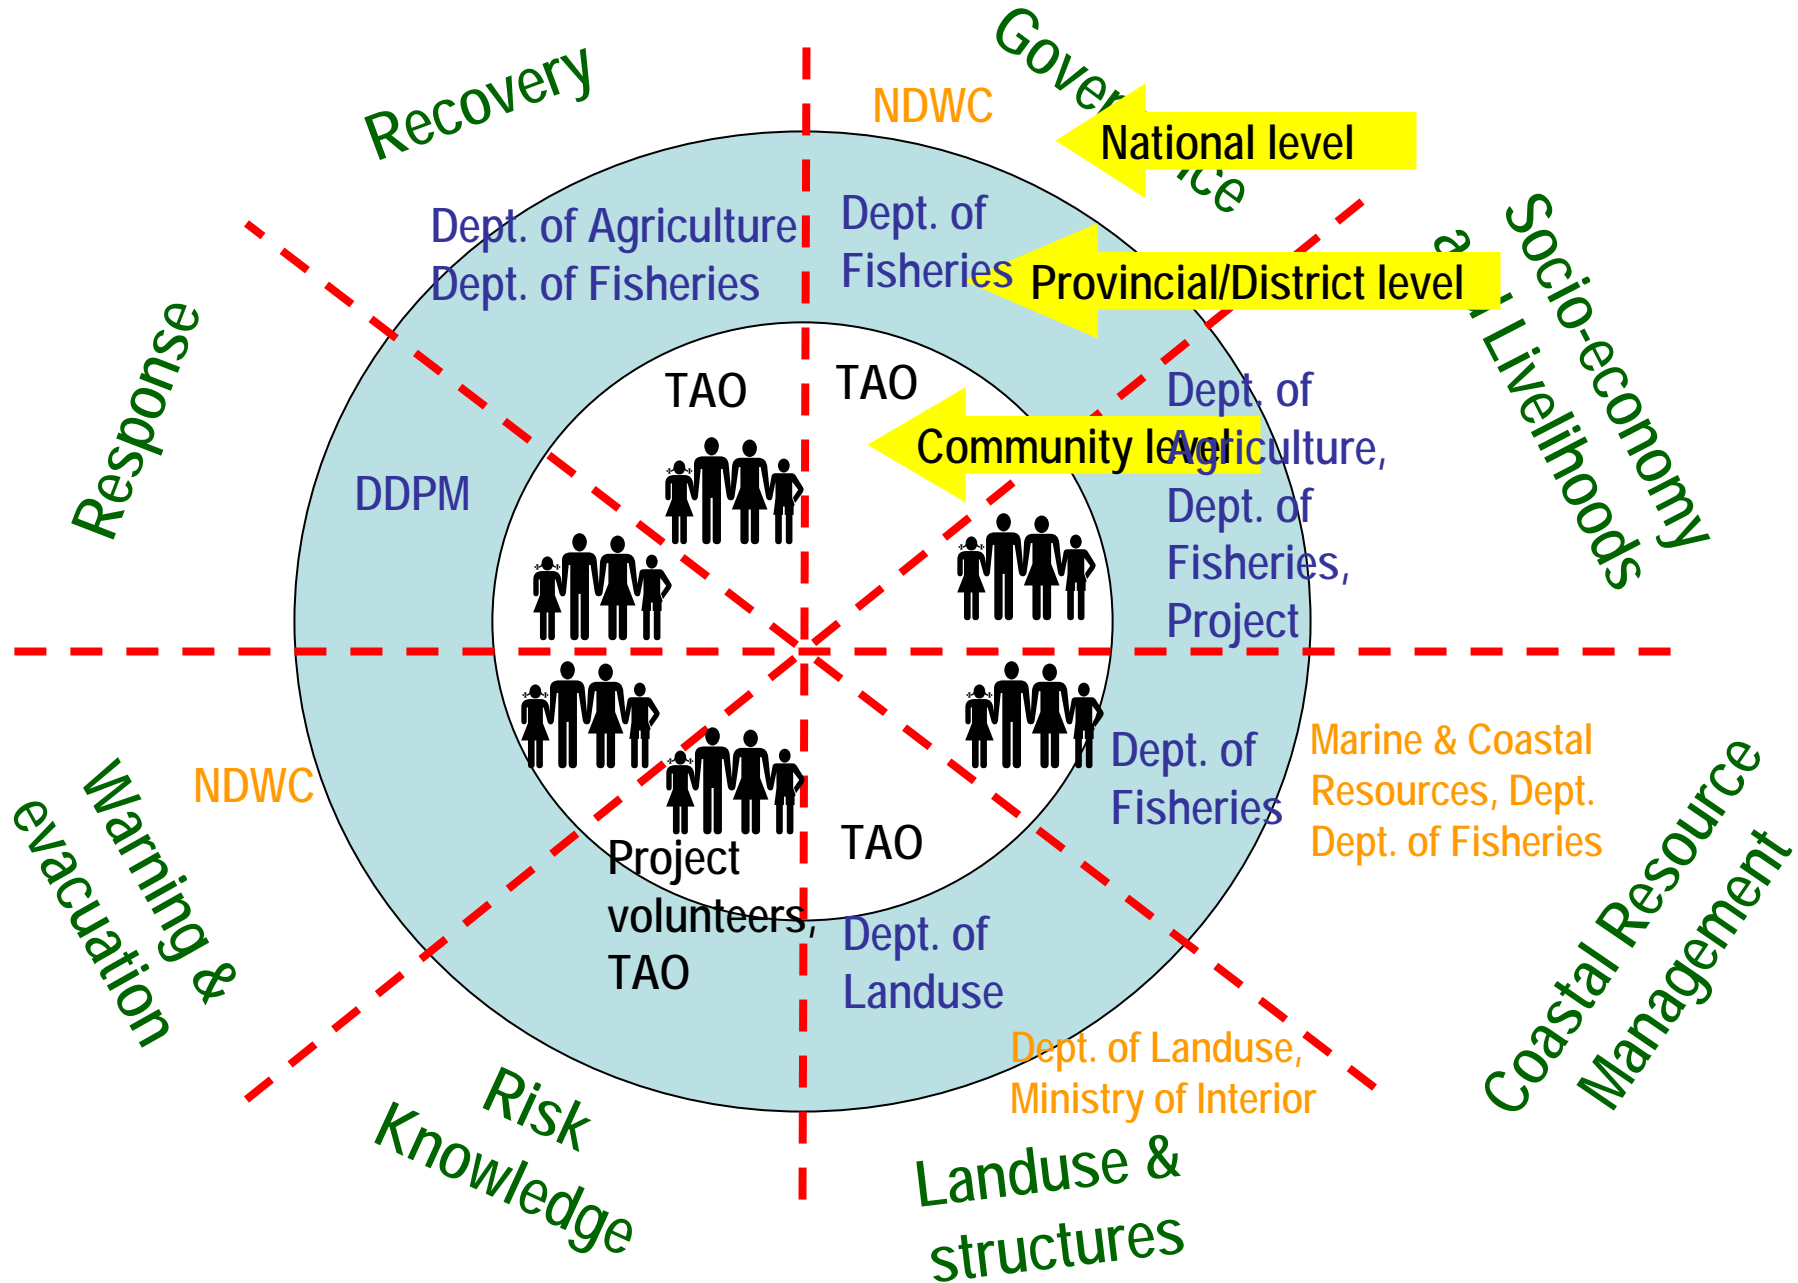 Recovery
Governance
NDWC
National level
Socio-economy
and Livelihoods
Dept. of Agriculture
Dept. of Fisheries
Dept. of
Fisheries
Provincial/District level
Response
TAO
TAO
Community level
Dept. of
Agriculture,
Dept. of
Fisheries,
Project
DDPM
Warning &
evacuation
NDWC
Dept. of
Fisheries
Marine & Coastal
Resources, Dept.
Dept. of Fisheries
Coastal Resource
Management
Project
volunteers,
TAO
TAO
Dept. of
Landuse
Dept. of Landuse,
Ministry of Interior
Risk
Knowledge
Landuse &
structures